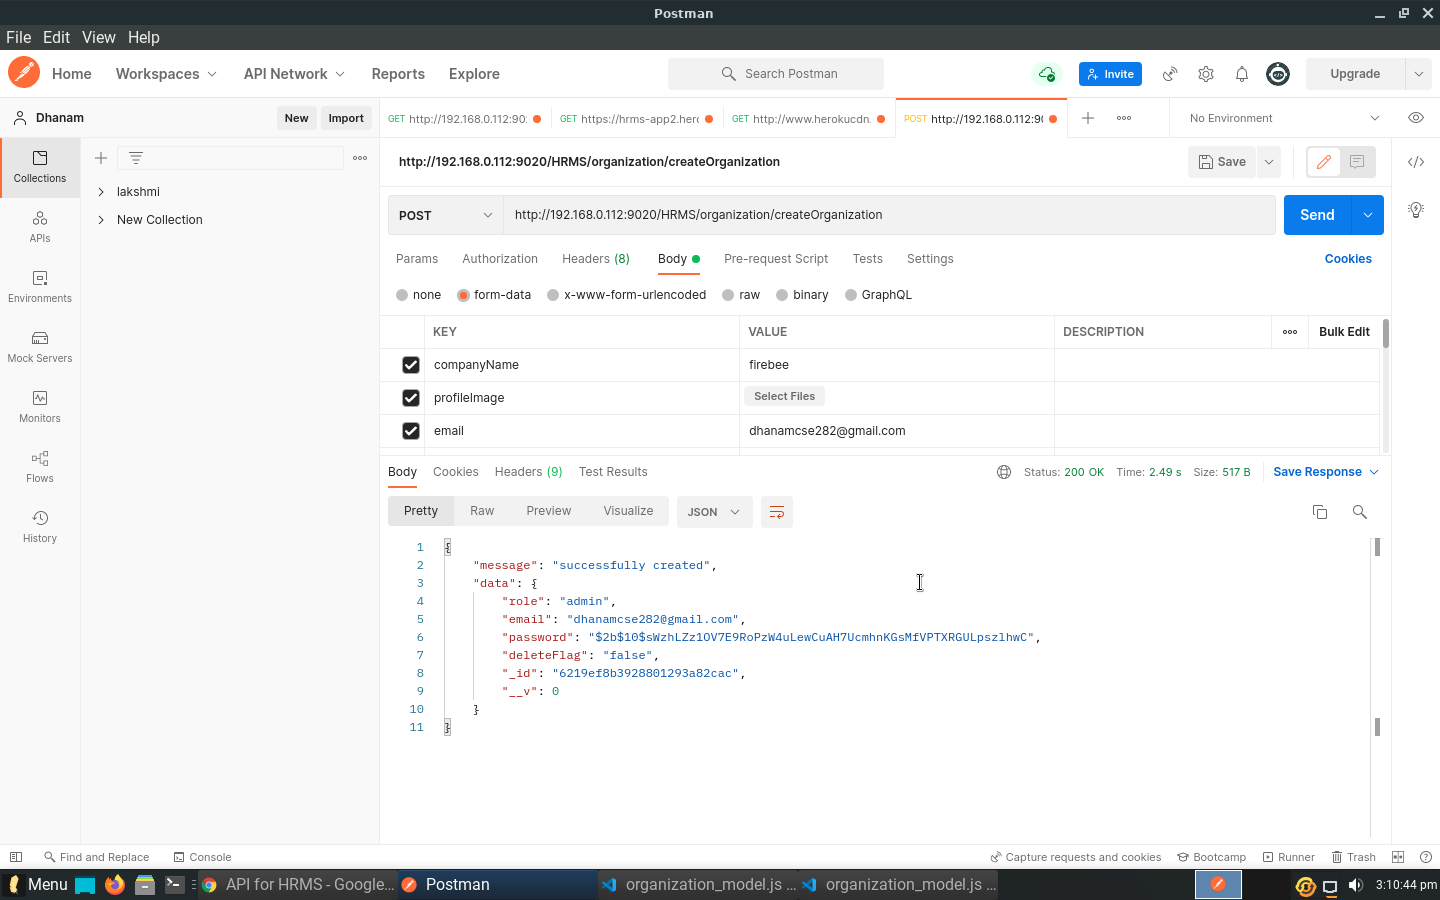 Postman
File Edit View Help
Home Workspaces API Network Reports Explore Search Postman Invite Upgrade
Dhanam New Import GET http://192.168.0.112:90 GET https://hrms-app2.hero GET http://www.herokucdn. POST http://192.168.0.112:90 No Environment
Collections
APIs
Environments
Mock Servers
Monitors
Flows
History
lakshmi
New Collection
http://192.168.0.112:9020/HRMS/organization/createOrganization Save
POST http://192.168.0.112:9020/HRMS/organization/createOrganization Send
Params Authorization Headers (8) Body Pre-request Script Tests Settings Cookies
none form-data x-www-form-urlencoded raw binary GraphQL
KEY VALUE DESCRIPTION Bulk Edit
companyName firebee
profileImage Select Files
email dhanamcse282@gmail.com
Body Cookies Headers (9) Test Results Status: 200 OK Time: 2.49 s Size: 517 B Save Response
Pretty Raw Preview Visualize JSON
1 {
2 "message": "successfully created",
3 "data": {
4 "role": "admin",
5 "email": "dhanamcse282@gmail.com",
6 "password": "$2b$10$sWzhLZz1OV7E9RoPzW4uLewCuAH7UcmhnKGsMfVPTXRGULpszlhwC",
7 "deleteFlag": "false",
8 "_id": "6219ef8b3928801293a82cac",
9 "__v": 0
10 }
11 }
Find and Replace Console Capture requests and cookies Bootcamp Runner Trash
Menu API for HRMS - Google... Postman organization_model.js ... organization_model.js ... 3:10:44 pm